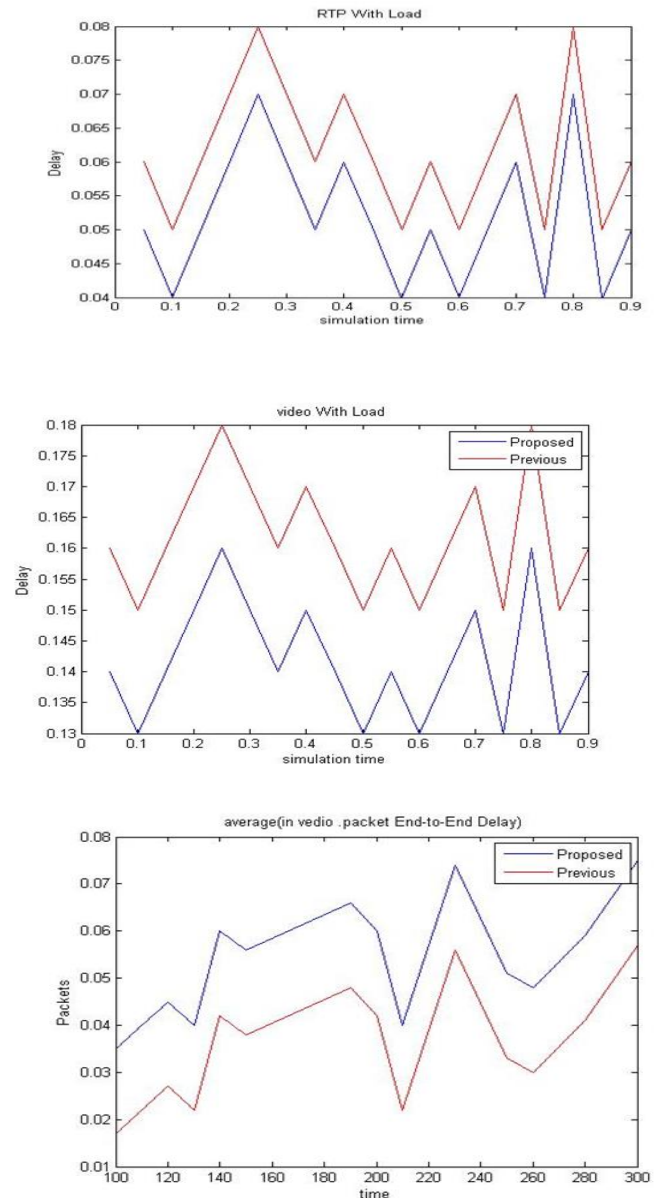 RTP With Load
0.08
0.075
0.07
0.065
0.06
0.055
0.05
0.045
0.04
Delay
0 0.1 0.2 0.3 0.4 0.5 0.6 0.7 0.8 0.9
simulation time
video With Load
0.18
0.175
0.17
0.165
0.16
0.155
0.15
0.145
0.14
0.135
0.13
Delay
Proposed
Previous
0 0.1 0.2 0.3 0.4 0.5 0.6 0.7 0.8 0.9
simulation time
average(in vedio .packet End-to-End Delay)
0.08
0.07
0.06
0.05
0.04
0.03
0.02
0.01
Packets
Proposed
Previous
100 120 140 160 180 200 220 240 260 280 300
time